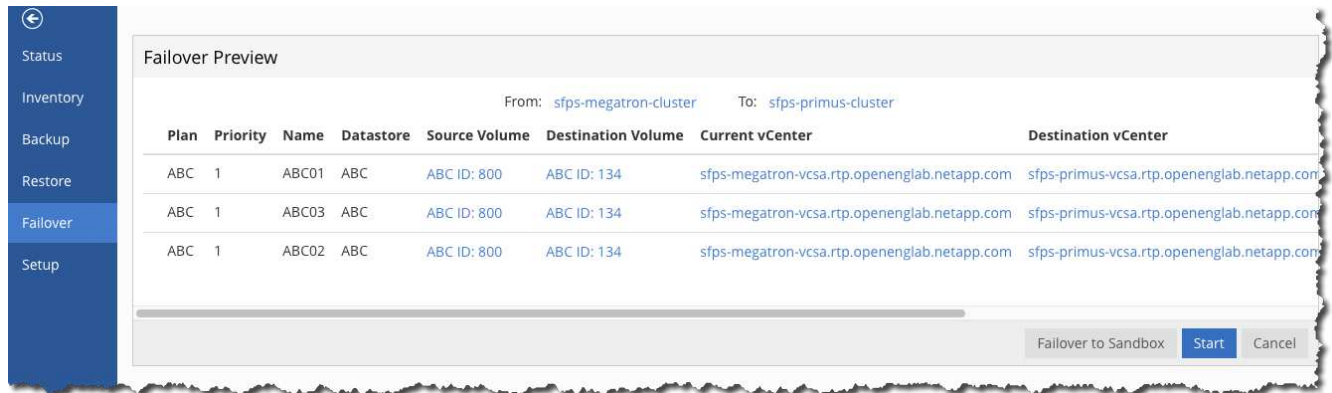 Status
Inventory
Backup
Restore
Failover
Setup
Failover Preview
From: sfps-megatron-cluster To: sfps-primus-cluster
Plan Priority Name Datastore Source Volume Destination Volume Current vCenter Destination vCenter
ABC 1 ABC01 ABC ABC ID: 800 ABC ID: 134 sfps-megatron-vcsa.rtp.openenglab.netapp.com sfps-primus-vcsa.rtp.openenglab.netapp.com
ABC 1 ABC03 ABC ABC ID: 800 ABC ID: 134 sfps-megatron-vcsa.rtp.openenglab.netapp.com sfps-primus-vcsa.rtp.openenglab.netapp.com
ABC 1 ABC02 ABC ABC ID: 800 ABC ID: 134 sfps-megatron-vcsa.rtp.openenglab.netapp.com sfps-primus-vcsa.rtp.openenglab.netapp.com
Failover to Sandbox Start Cancel